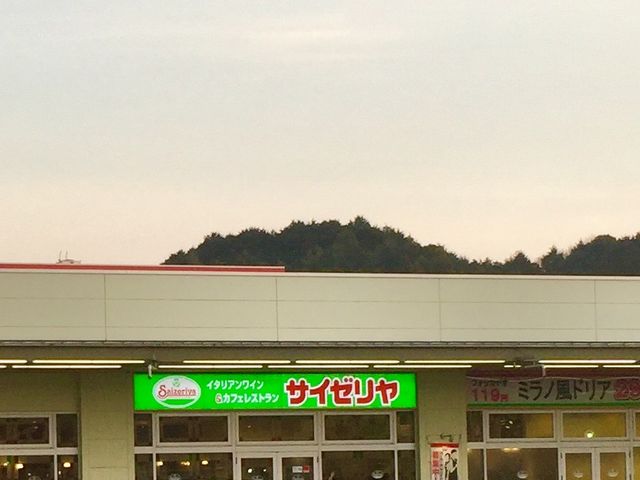 Saizeriya
イタリアンワイン
&カフェレストラン
サイゼリヤ
119円
ミラノ風ドリア